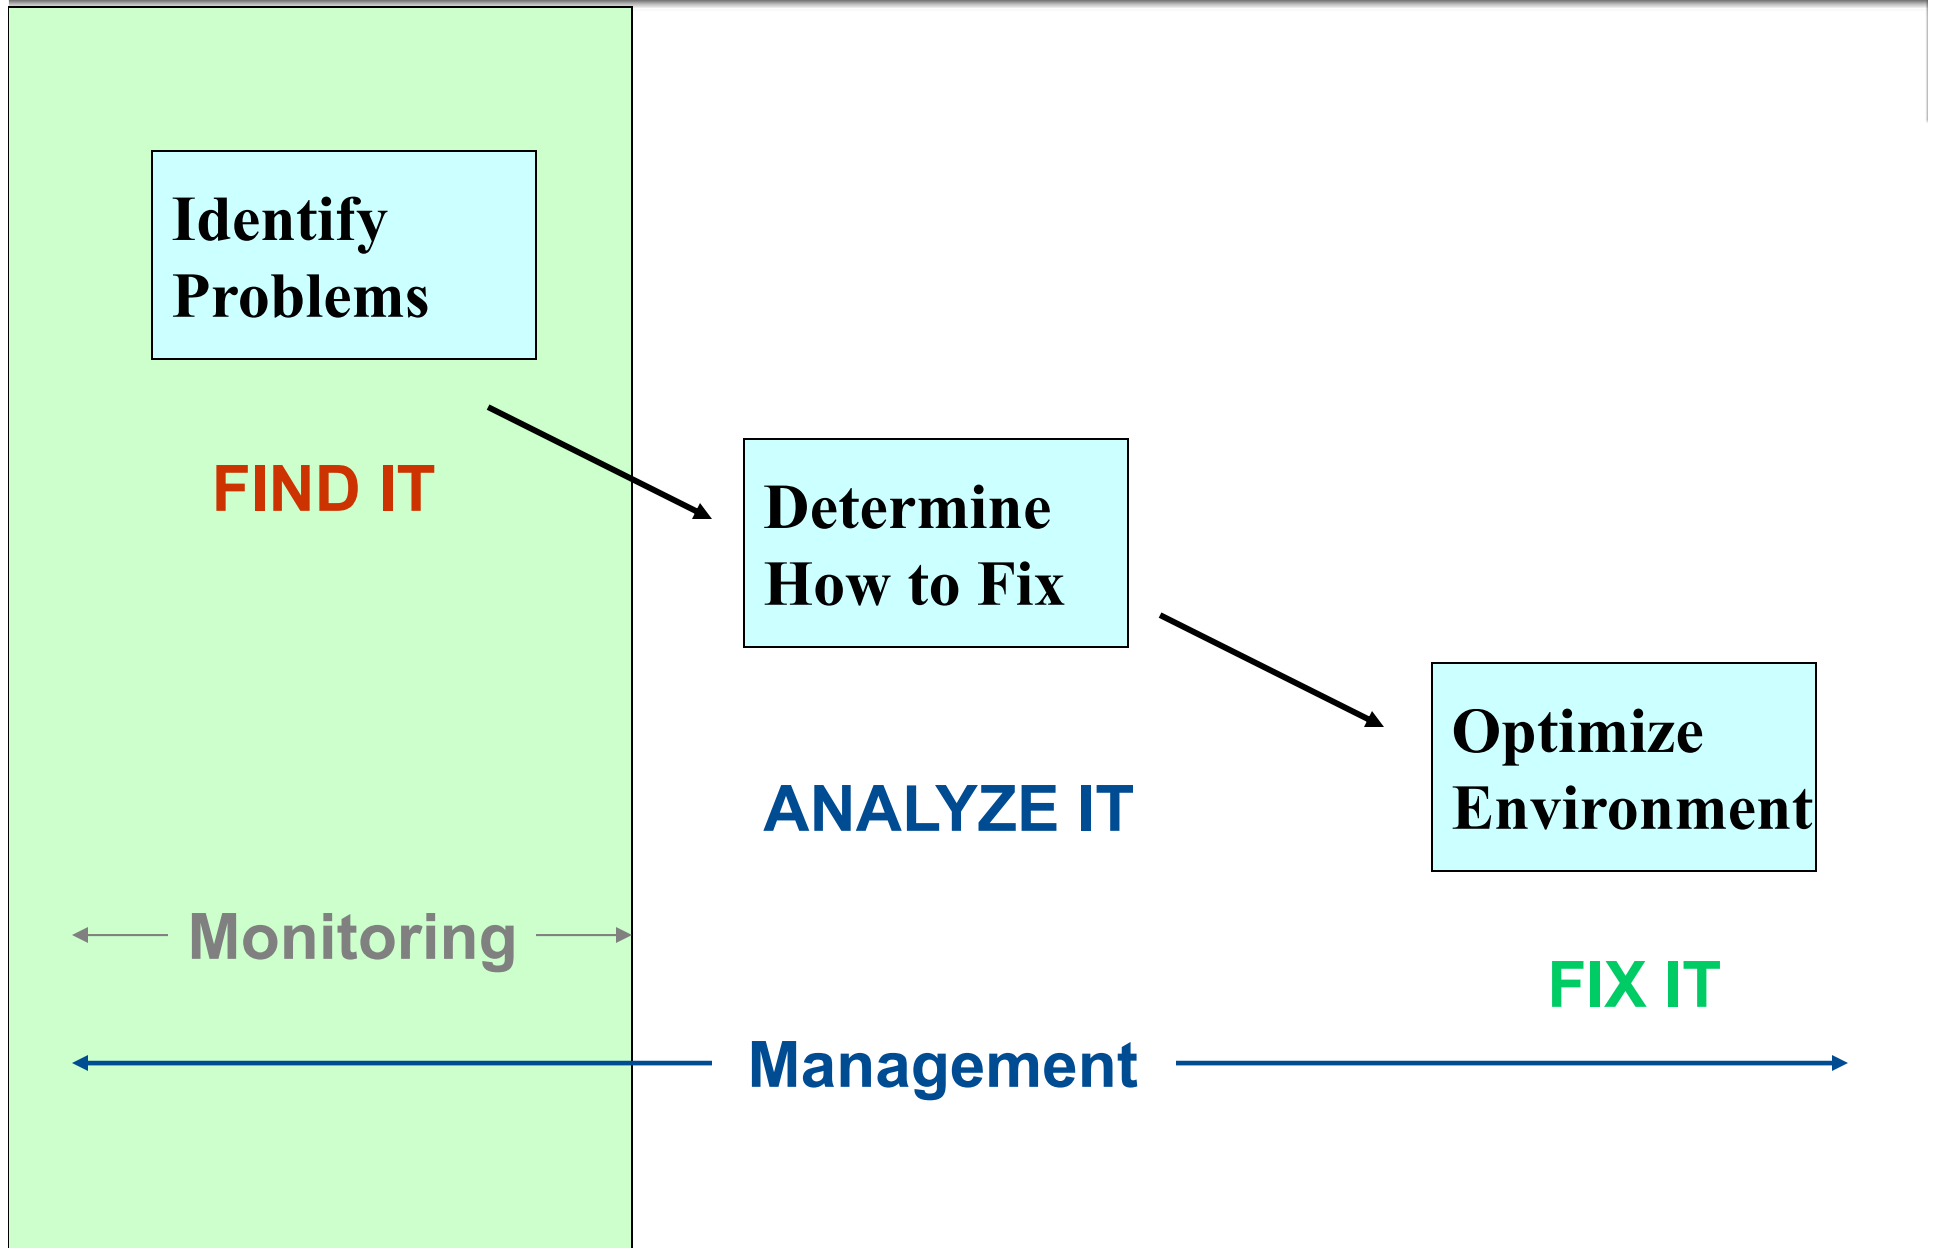 Identify
Problems
FIND IT
Determine
How to Fix
ANALYZE IT
Optimize
Environment
FIX IT
Monitoring
Management